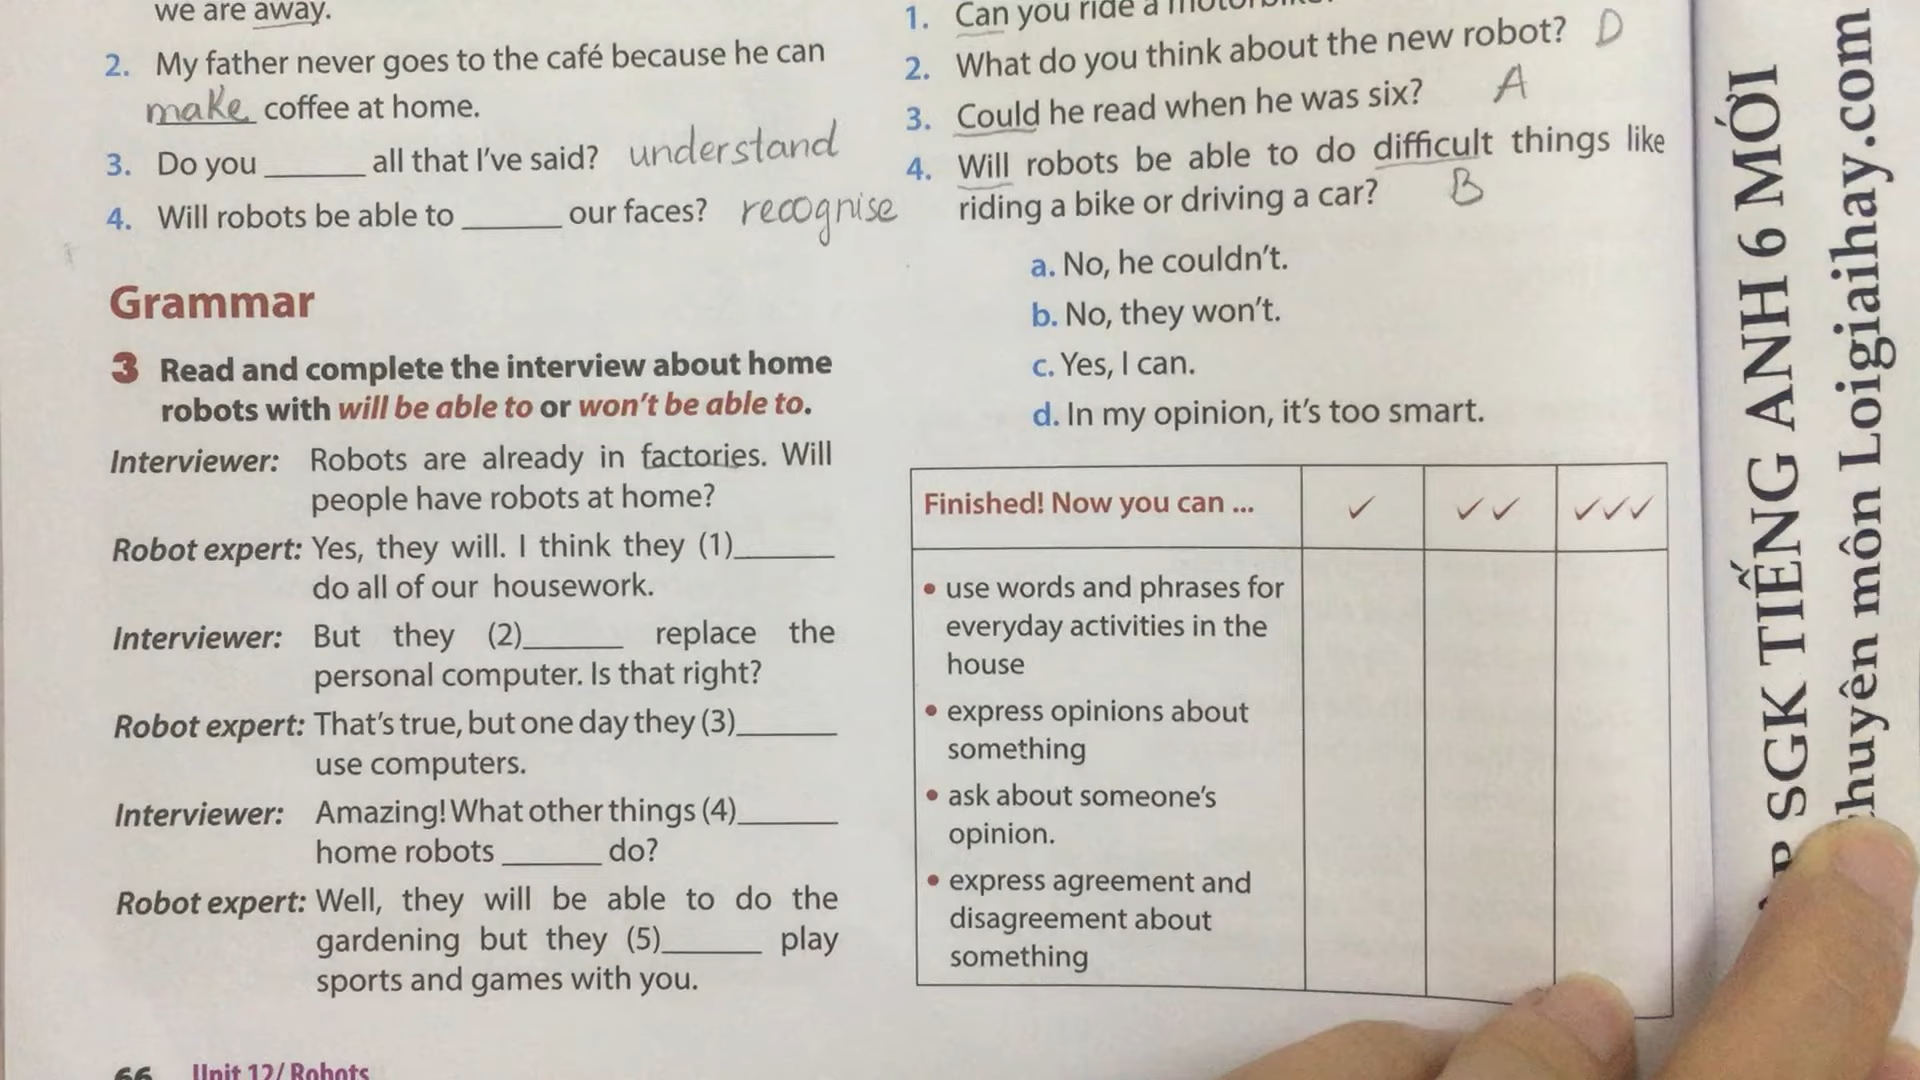 we are away.
2. My father never goes to the café because he can
make coffee at home.
3. Do you ______ all that I've said? understand
4. Will robots be able to ______ our faces? recognise
Grammar
3 Read and complete the interview about home
robots with will be able to or won't be able to.
Interviewer: Robots are already in factories. Will
people have robots at home?
Robot expert: Yes, they will. I think they (1)______
do all of our housework.
Interviewer: But they (2)______ replace the
personal computer. Is that right?
Robot expert: That's true, but one day they (3)______
use computers.
Interviewer: Amazing! What other things (4)______
home robots ______ do?
Robot expert: Well, they will be able to do the
gardening but they (5)______ play
sports and games with you.
66 Unit 12/ Robots
1. Can you ride a motorbike?
2. What do you think about the new robot? D
3. Could he read when he was six? A
4. Will robots be able to do difficult things like
riding a bike or driving a car? B
a. No, he couldn't.
b. No, they won't.
c. Yes, I can.
d. In my opinion, it's too smart.
Finished! Now you can ... ✓ ✓✓ ✓✓✓
• use words and phrases for
everyday activities in the
house
• express opinions about
something
• ask about someone's
opinion.
• express agreement and
disagreement about
something
SGK TIẾNG ANH 6 MỚI
chuyên môn Loigiaihay.com